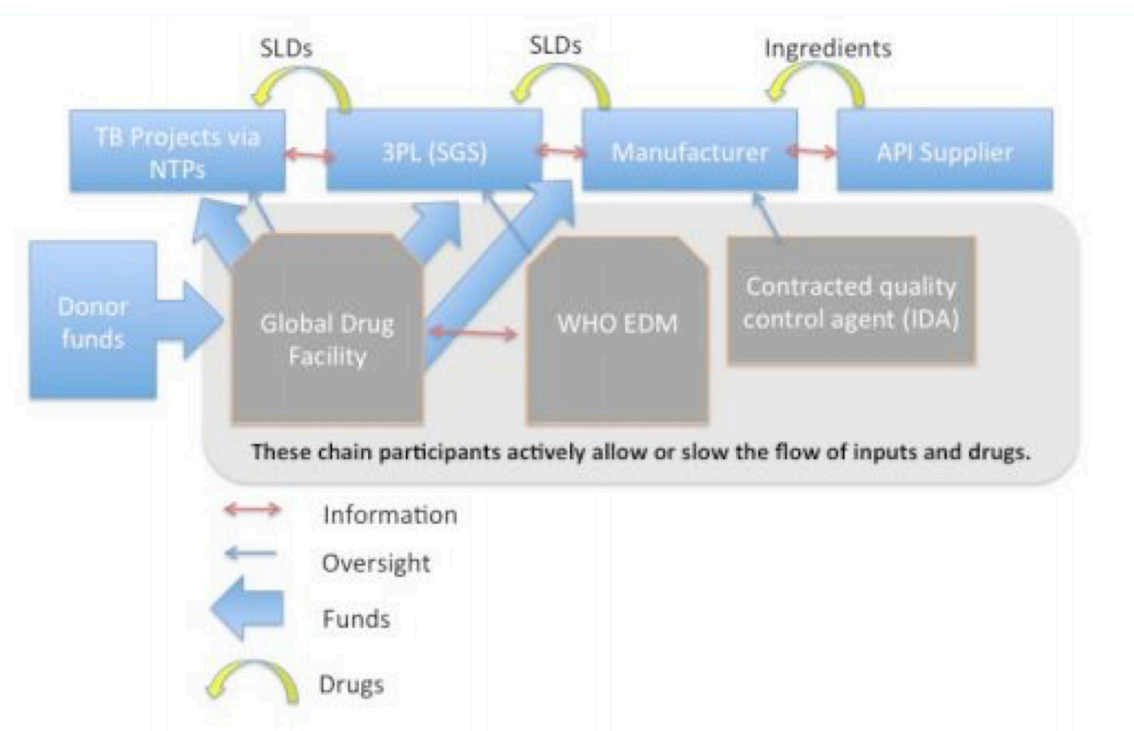 SLDs
SLDs
Ingredients
TB Projects via
NTPs
3PL (SGS)
Manufacturer
API Supplier
Donor
funds
Global Drug
Facility
WHO EDM
Contracted quality
control agent (IDA)
These chain participants actively allow or slow the flow of inputs and drugs.
Information
Oversight
Funds
Drugs